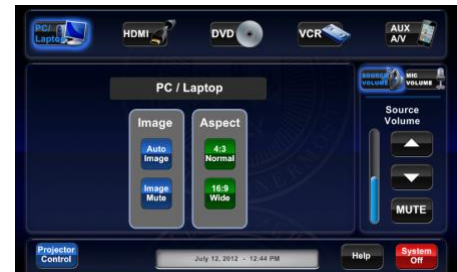 PC/
Laptop
HDMI
DVD
VCR
AUX
A/V
SOURCE
VOLUME
MIC
VOLUME
PC / Laptop
Source
Volume
Image
Aspect
Auto
Image
4:3
Normal
Image
Mute
16:9
Wide
MUTE
Projector
Control
July 12, 2012 - 12:44 PM
Help
System
Off